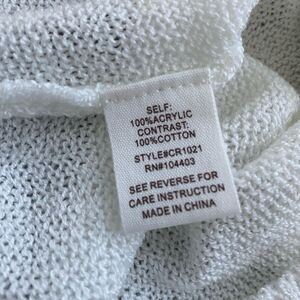 SELF:
100%ACRYLIC
CONTRAST:
100%COTTON
STYLE#CR1021
RN#104403
SEE REVERSE FOR
CARE INSTRUCTION
MADE IN CHINA